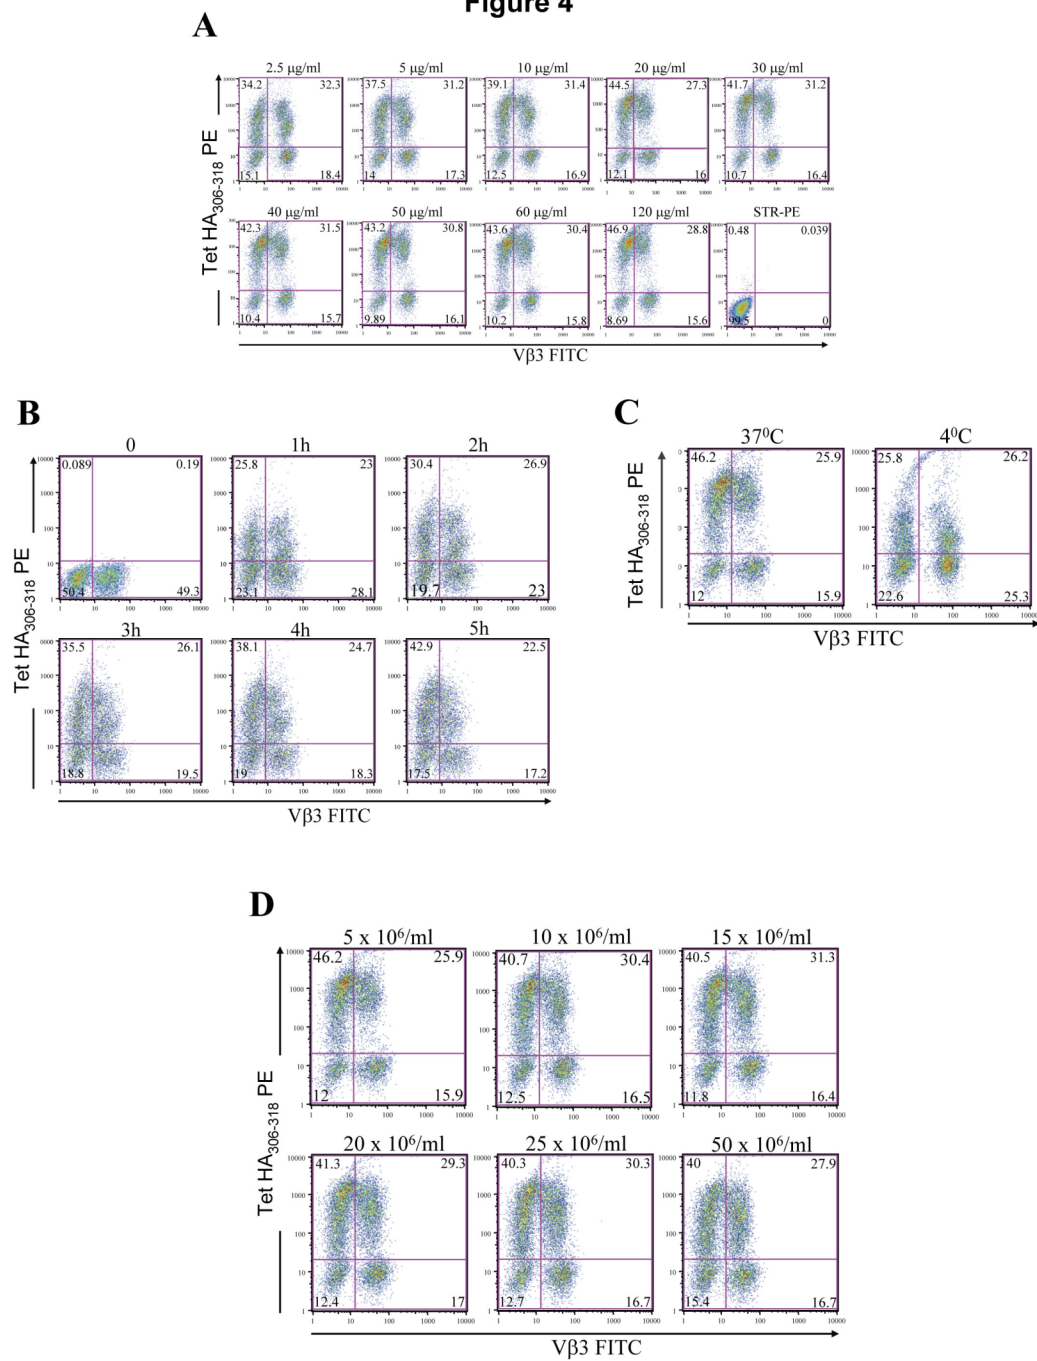 Figure 4
A
2.5 µg/ml 5 µg/ml 10 µg/ml 20 µg/ml 30 µg/ml
34.2 32.3 37.5 31.2 39.1 31.4 44.5 27.3 41.7 31.2
15.1 18.4 14 17.3 12.5 16.9 12.1 16 10.7 16.4
40 µg/ml 50 µg/ml 60 µg/ml 120 µg/ml STR-PE
42.3 31.5 43.2 30.8 43.6 30.4 46.9 28.8 0.48 0.039
10.4 15.7 9.89 16.1 10.2 15.8 8.69 15.6 99.5 0
Tet HA306-318 PE
Vβ3 FITC
B
0 1h 2h
0.089 0.19 25.8 23 30.4 26.9
50.4 49.3 23.1 28.1 19.7 23
3h 4h 5h
35.5 26.1 38.1 24.7 42.9 22.5
18.8 19.5 19 18.3 17.5 17.2
Tet HA306-318 PE
Vβ3 FITC
C
37⁰C 4⁰C
46.2 25.9 25.8 26.2
12 15.9 22.6 25.3
Tet HA306-318 PE
Vβ3 FITC
D
5 x 10⁶/ml 10 x 10⁶/ml 15 x 10⁶/ml
46.2 25.9 40.7 30.4 40.5 31.3
12 15.9 12.5 16.5 11.8 16.4
20 x 10⁶/ml 25 x 10⁶/ml 50 x 10⁶/ml
41.3 29.3 40.3 30.3 40 27.9
12.4 17 12.7 16.7 15.4 16.7
Tet HA306-318 PE
Vβ3 FITC